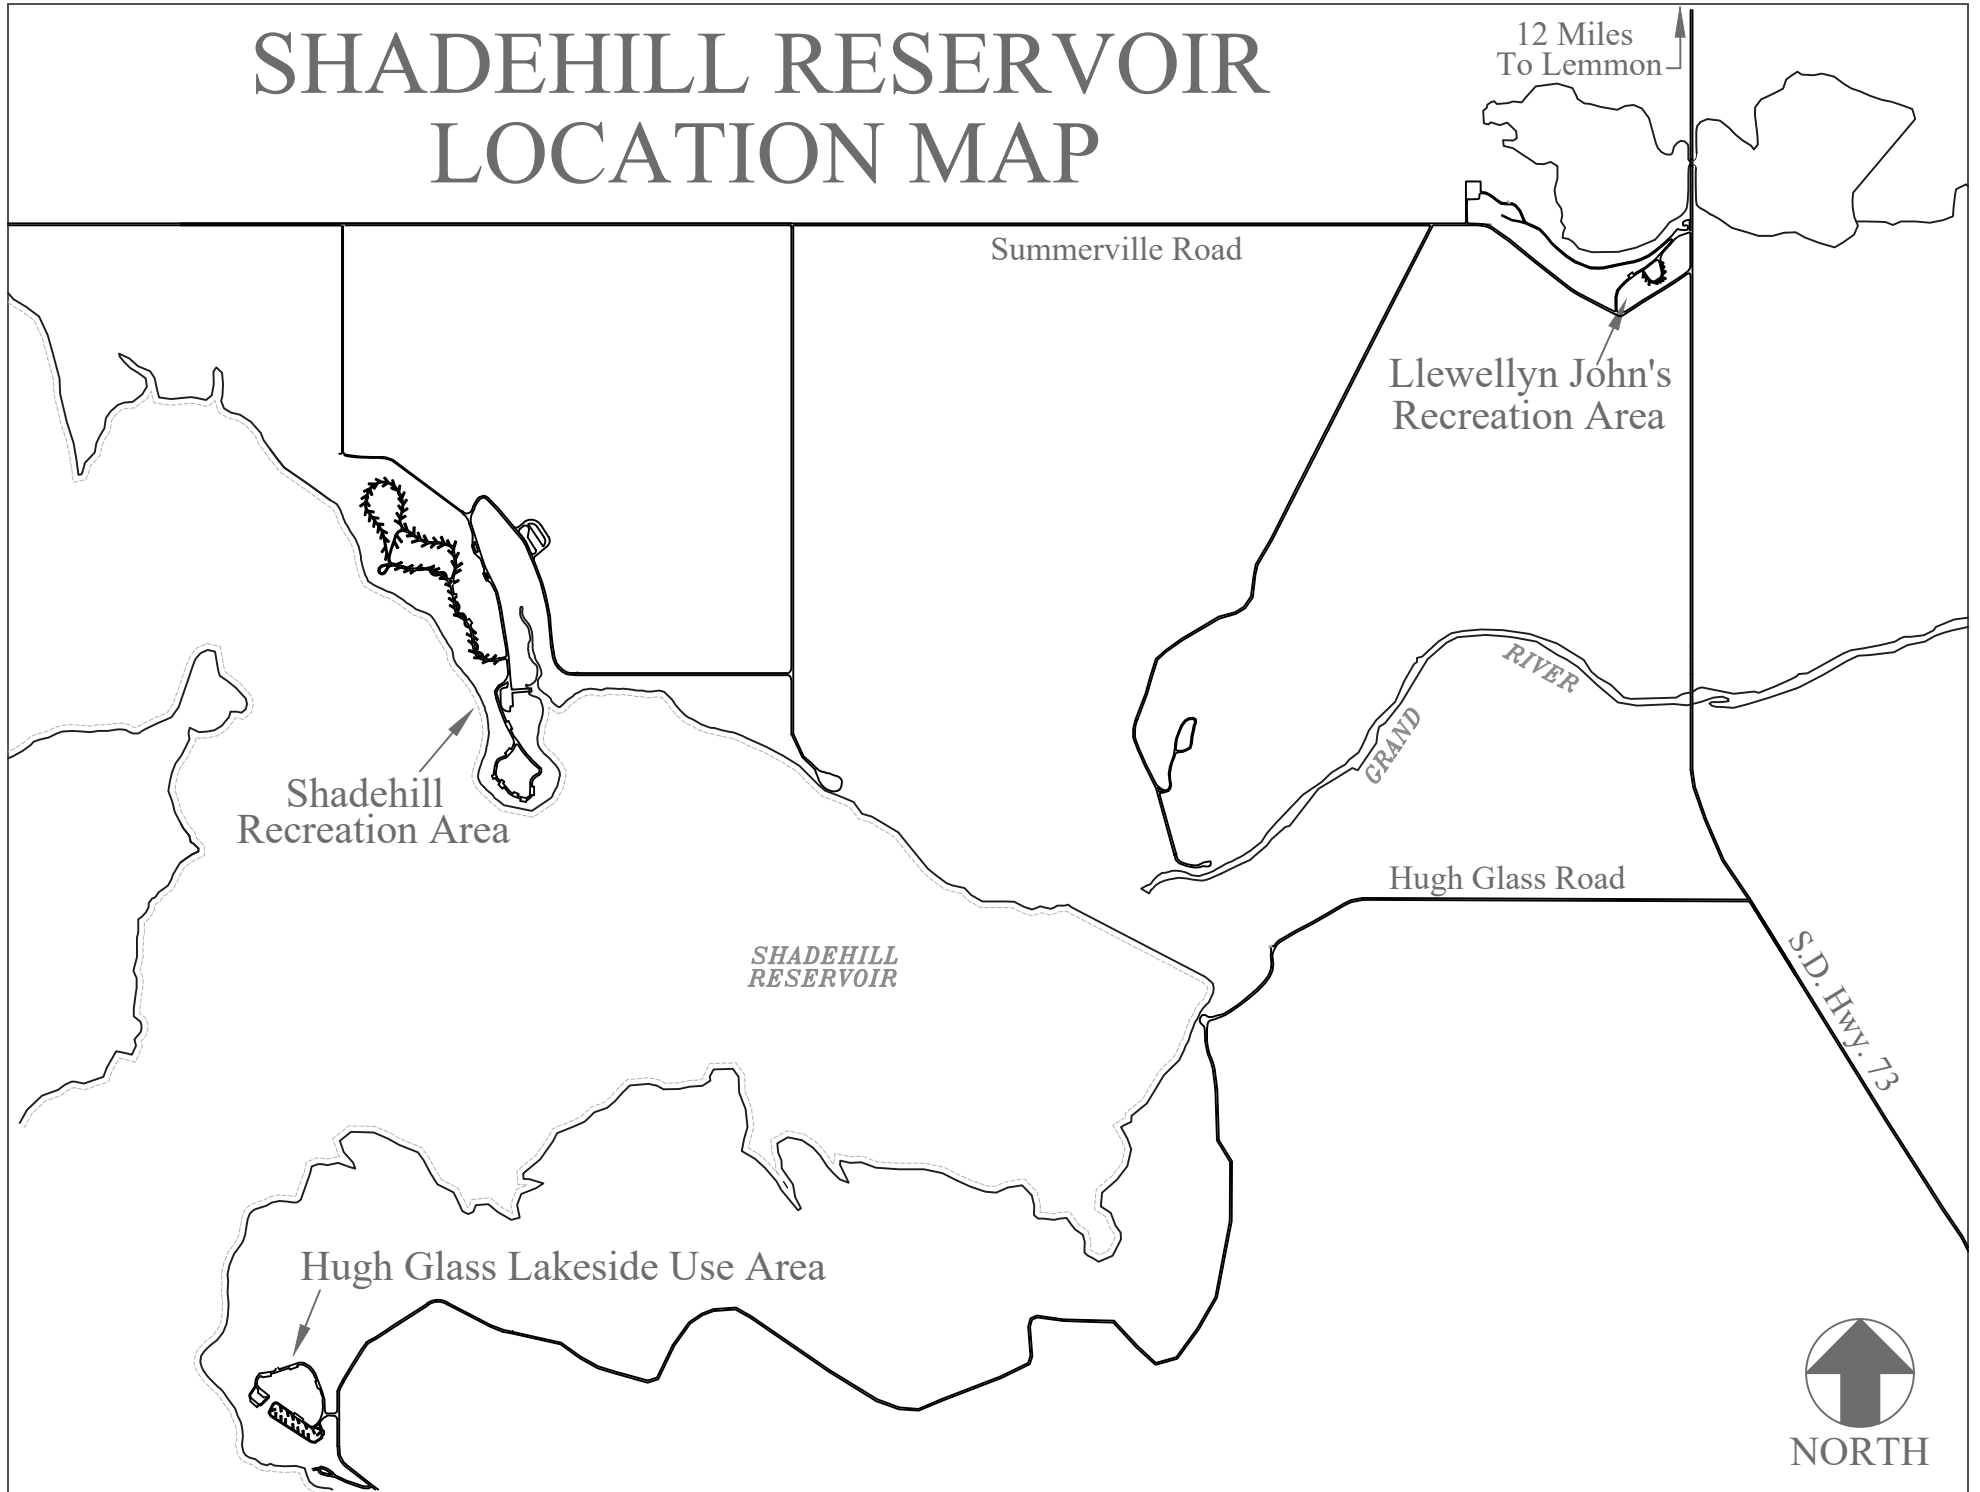 SHADEHILL RESERVOIR
LOCATION MAP
12 Miles
To Lemmon
Summerville Road
Llewellyn John's
Recreation Area
RIVER
GRAND
Shadehill
Recreation Area
Hugh Glass Road
SHADEHILL
RESERVOIR
S.D. Hwy. 73
Hugh Glass Lakeside Use Area
NORTH